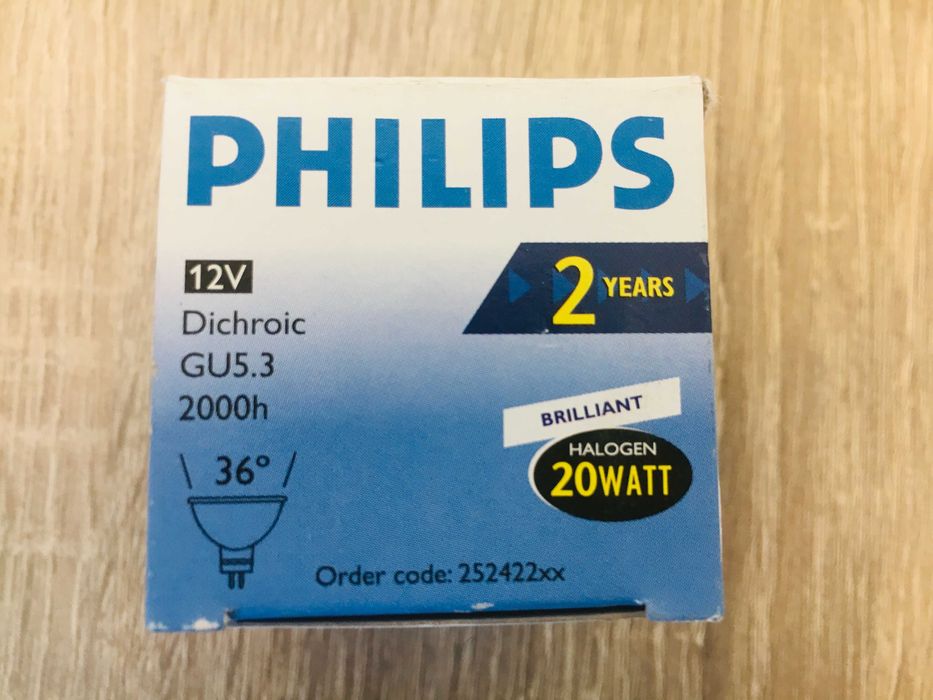 PHILIPS
12V
2 YEARS
Dichroic
GU5.3
2000h
BRILLIANT
HALOGEN
20WATT
36°
Order code: 252422xx